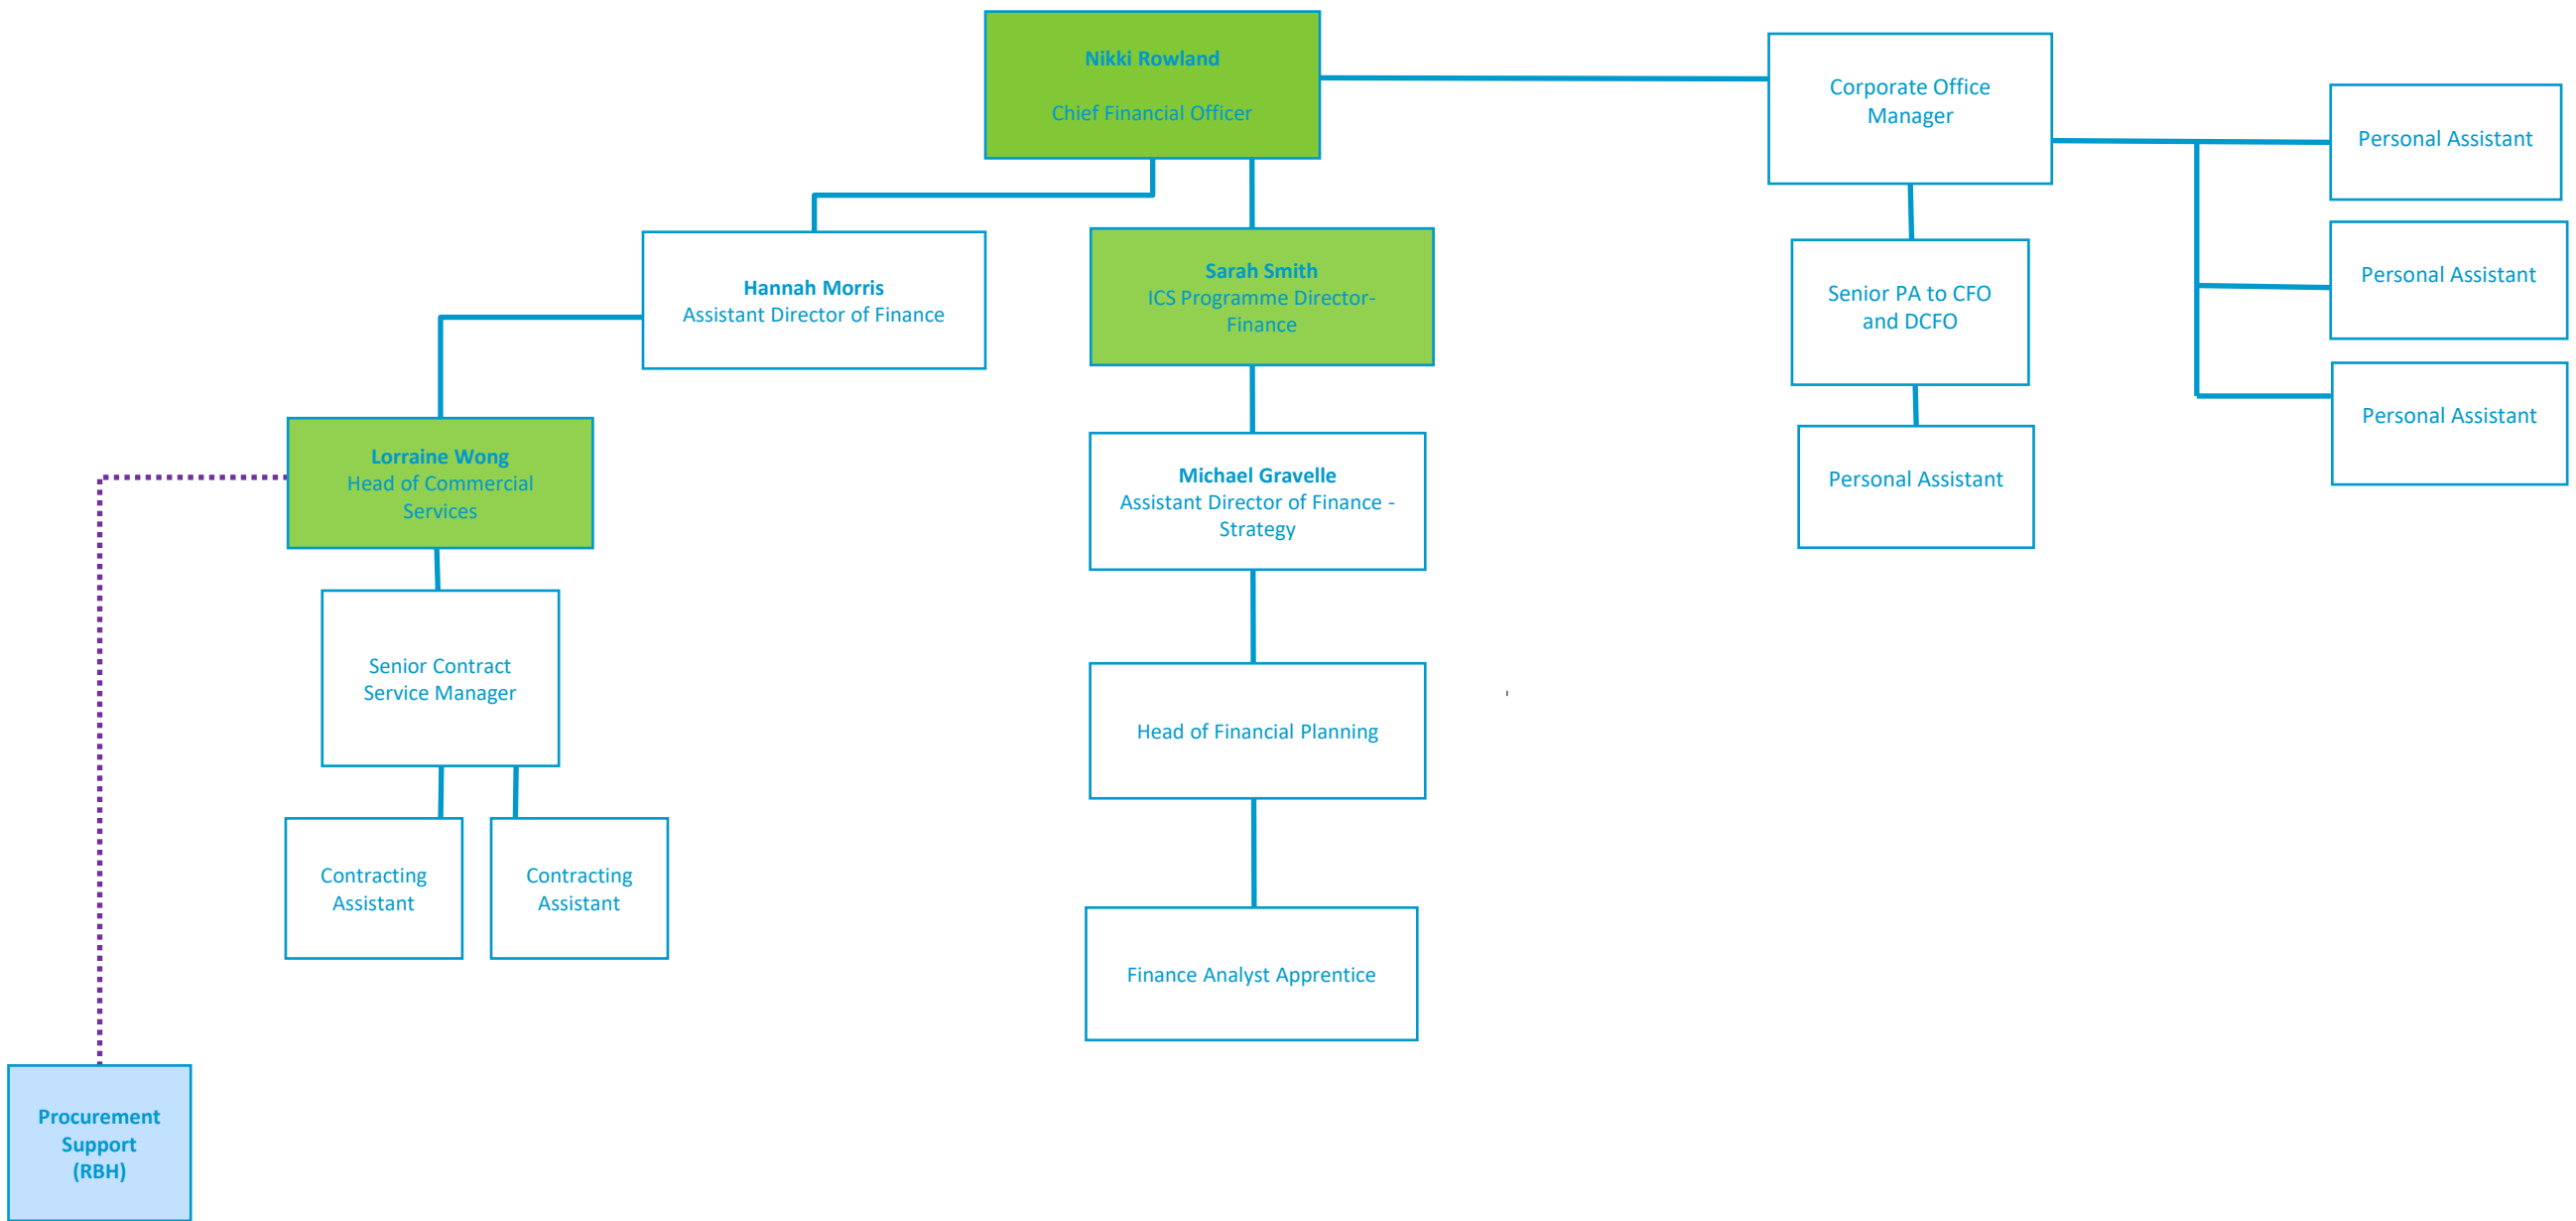 Nikki Rowland
Chief Financial Officer
Corporate Office
Manager
Personal Assistant
Personal Assistant
Personal Assistant
Hannah Morris
Assistant Director of Finance
Sarah Smith
ICS Programme Director-
Finance
Senior PA to CFO
and DCFO
Personal Assistant
Lorraine Wong
Head of Commercial
Services
Michael Gravelle
Assistant Director of Finance -
Strategy
Senior Contract
Service Manager
Head of Financial Planning
'
Contracting
Assistant
Contracting
Assistant
Finance Analyst Apprentice
Procurement
Support
(RBH)